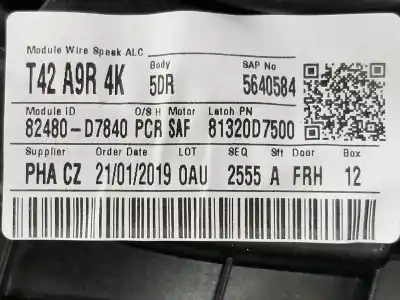 Module Wire Speak ALC Body SAP No
T42 A9R 4K 5DR 5640584
Module ID O/S H Motor Latch PN
82480-D7840 PCR SAF 81320D7500
Supplier Order Date LOT SEQ Sft Door Box
PHA CZ 21/01/2019 0AU 2555 A FRH 12